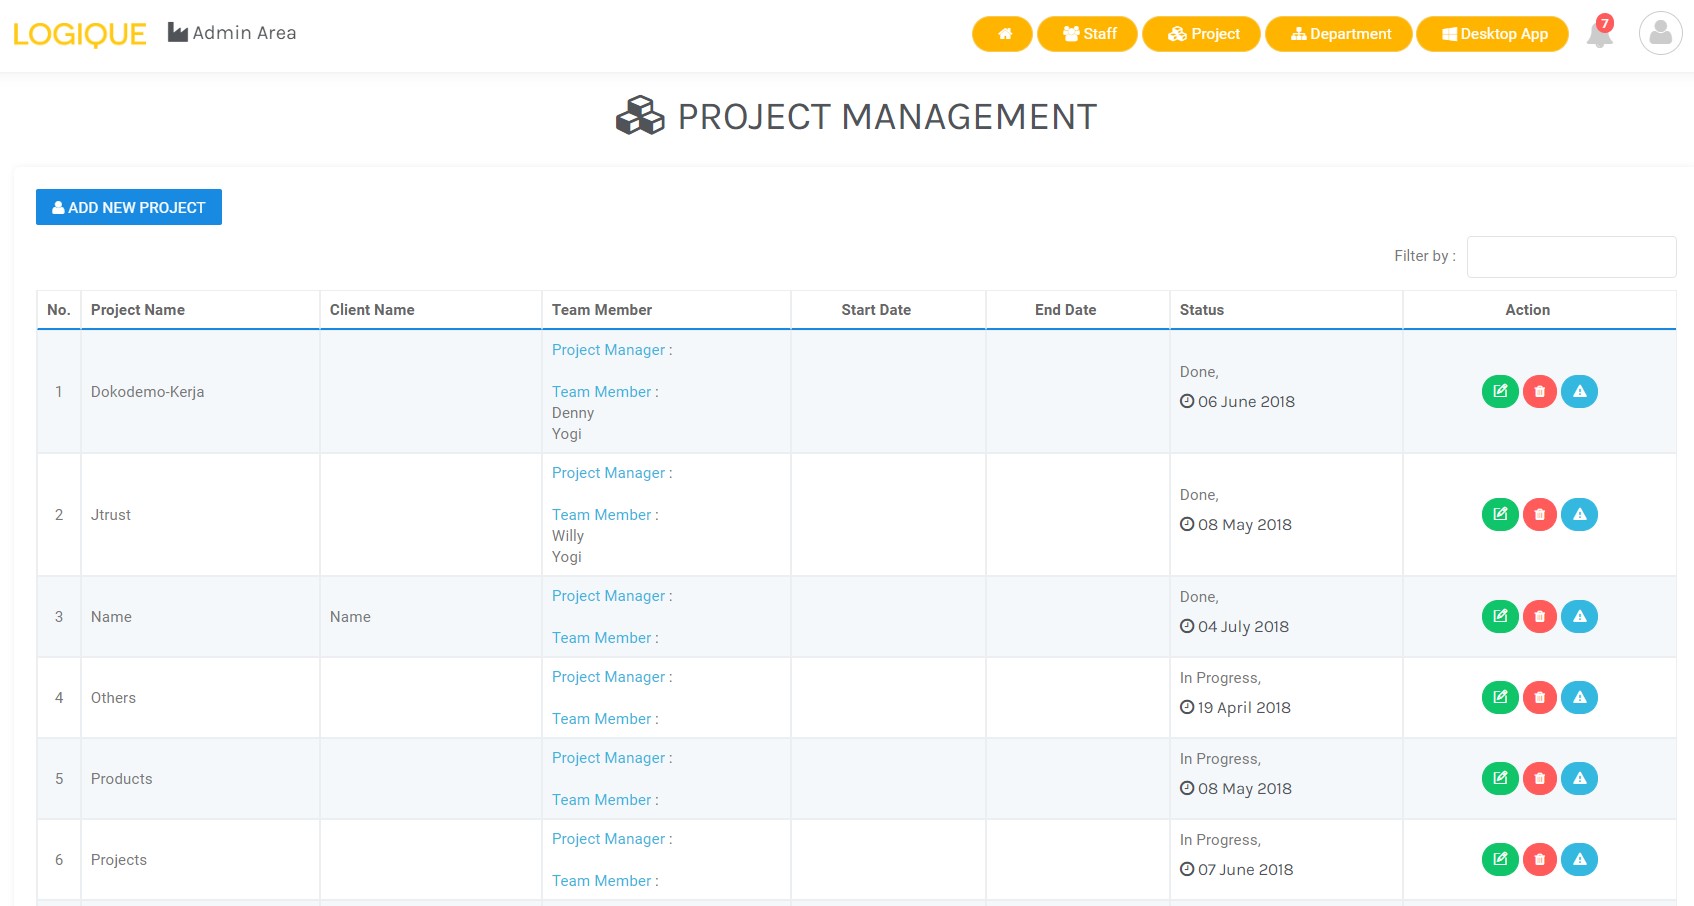 LOGIQUE Admin Area
Staff Project Department Desktop App 7
PROJECT MANAGEMENT
ADD NEW PROJECT
Filter by :
No. Project Name Client Name Team Member Start Date End Date Status Action
1 Dokodemo-Kerja
Project Manager :
Team Member :
Denny
Yogi
Done,
06 June 2018
2 Jtrust
Project Manager :
Team Member :
Willy
Yogi
Done,
08 May 2018
3 Name Name
Project Manager :
Team Member :
Done,
04 July 2018
4 Others
Project Manager :
Team Member :
In Progress,
19 April 2018
5 Products
Project Manager :
Team Member :
In Progress,
08 May 2018
6 Projects
Project Manager :
Team Member :
In Progress,
07 June 2018